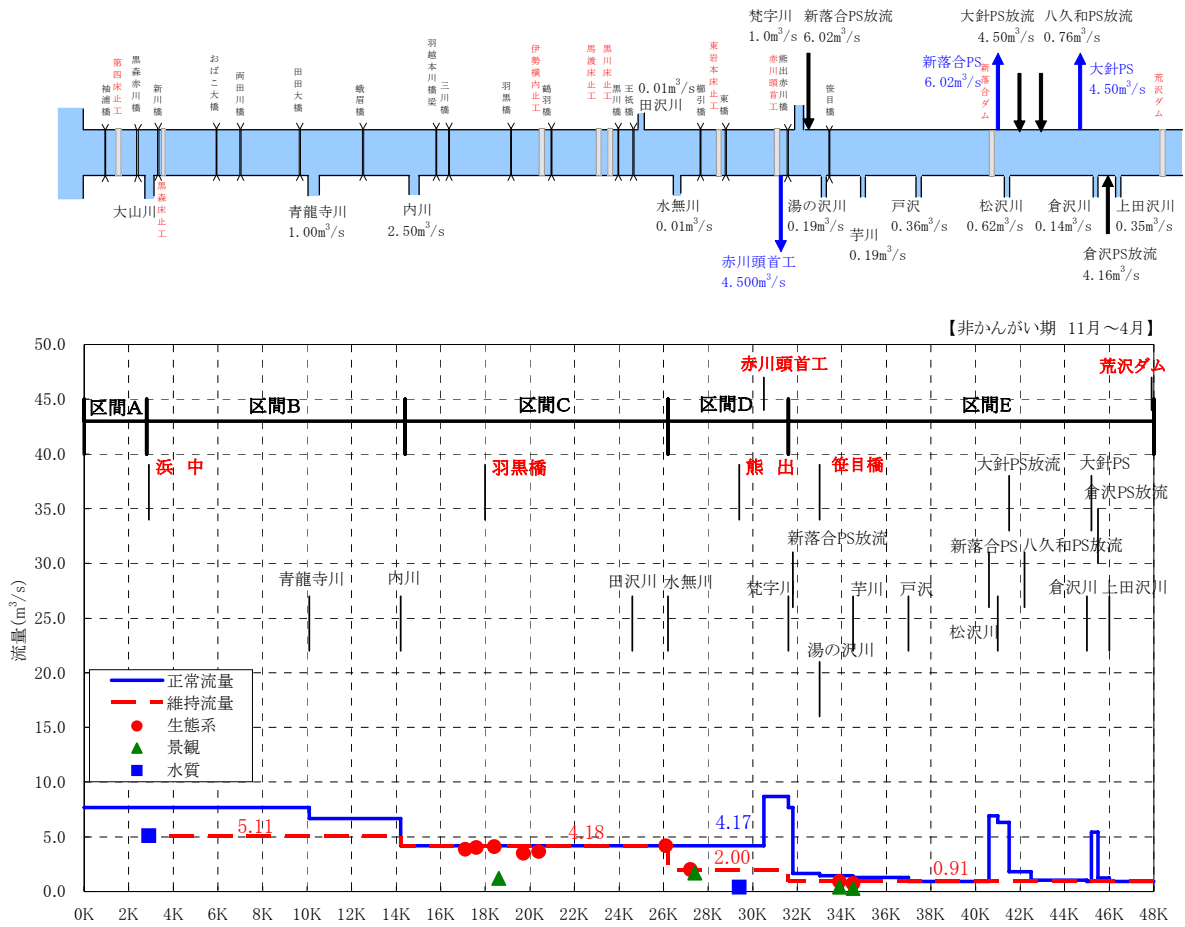 梵字川
1.0m³/s
新落合PS放流
6.02m³/s
大針PS放流
4.50m³/s
八久和PS放流
0.76m³/s
新落合PS
6.02m³/s
大針PS
4.50m³/s
袖浦橋
第四床止工
黒森赤川橋
新川橋
黒森床止工
おばこ大橋
両田川橋
田田大橋
蛾眉橋
羽越本川橋梁
三川橋
羽黒橋
伊勢横内床止工
鶴羽橋
馬渡床止工
黒川床止工
黒川橋
王祇橋
0.01m³/s
田沢川
櫛引橋
東岩本床止工
東橋
赤川頭首工
熊出赤川橋
笹目橋
新落合ダム
荒沢ダム
大山川
青龍寺川
1.00m³/s
内川
2.50m³/s
水無川
0.01m³/s
赤川頭首工
4.500m³/s
湯の沢川
0.19m³/s
芋川
0.19m³/s
戸沢
0.36m³/s
松沢川
0.62m³/s
倉沢川
0.14m³/s
上田沢川
0.35m³/s
倉沢PS放流
4.16m³/s
【非かんがい期 11月～4月】
流量(m³/s)
50.0
45.0
40.0
35.0
30.0
25.0
20.0
15.0
10.0
5.0
0.0
赤川頭首工
荒沢ダム
区間A
区間B
区間C
区間D
区間E
浜 中
羽黒橋
熊 出
笹目橋
大針PS放流
大針PS
倉沢PS放流
新落合PS放流
新落合PS
八久和PS放流
青龍寺川
内川
田沢川
水無川
梵字川
芋川
戸沢
倉沢川
上田沢川
松沢川
湯の沢川
正常流量
維持流量
生態系
景観
水質
5.11
4.18
4.17
2.00
0.91
0K 2K 4K 6K 8K 10K 12K 14K 16K 18K 20K 22K 24K 26K 28K 30K 32K 34K 36K 38K 40K 42K 44K 46K 48K